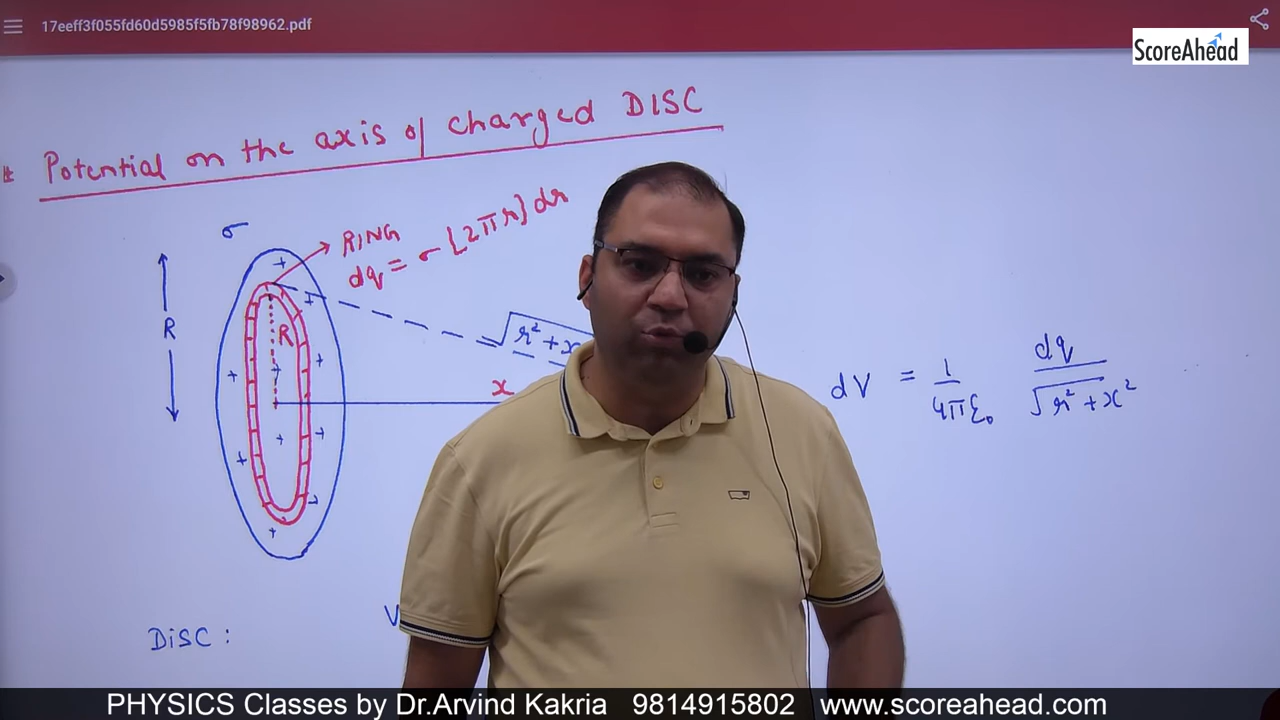 17eeff3f055fd60d5985f5fb78f98962.pdf
ScoreAhead
Potential on the axis of charged DISC
σ
RING
dq = σ [2πr] dr
R
R
√r² + x
x
dV = 1/4πε₀ dq/√r² + x²
DiSC :
V
PHYSICS Classes by Dr.Arvind Kakria 9814915802 www.scoreahead.com